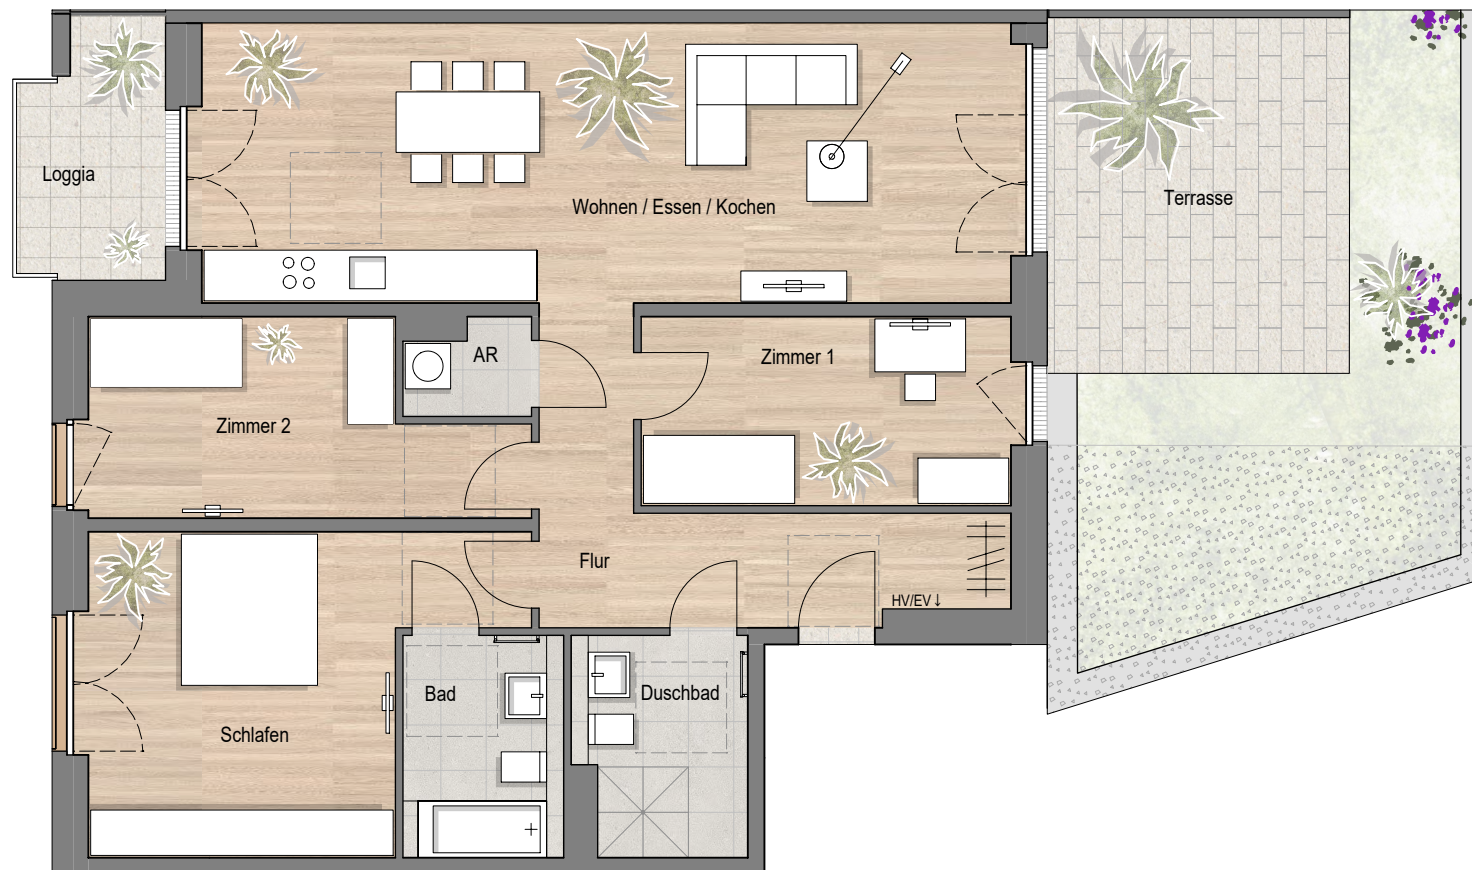 Loggia
Wohnen / Essen / Kochen
Terrasse
AR
Zimmer 1
Zimmer 2
Flur
HV/EV ↓
Bad
Duschbad
Schlafen